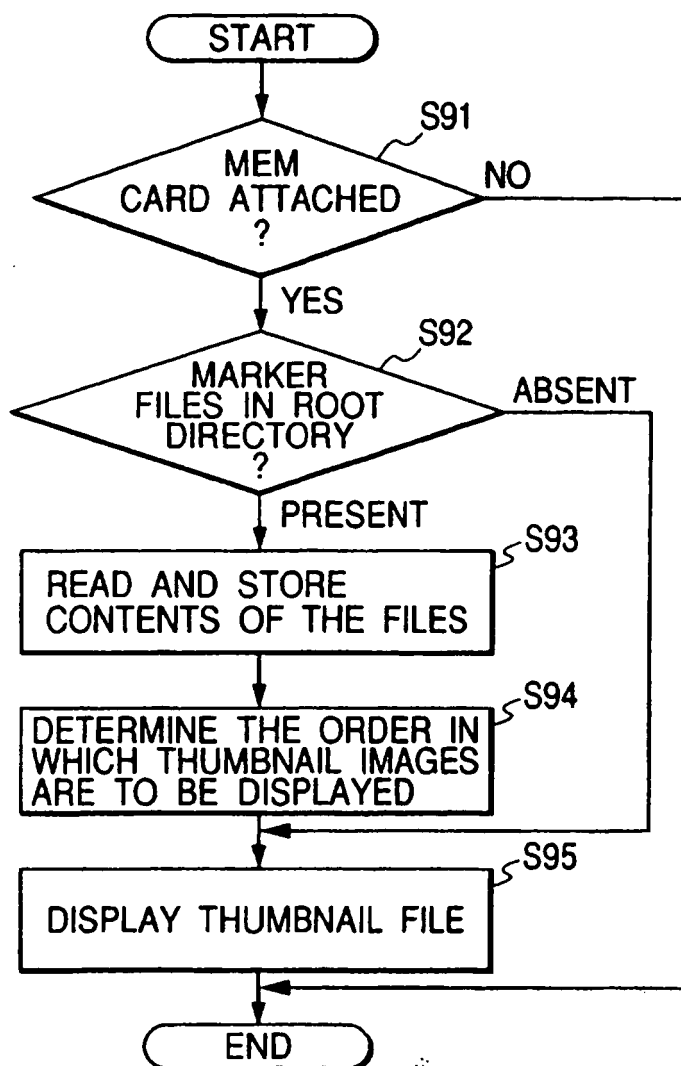 START
S91
MEM
CARD ATTACHED
?
NO
YES
S92
MARKER
FILES IN ROOT
DIRECTORY
?
ABSENT
PRESENT
S93
READ AND STORE
CONTENTS OF THE FILES
S94
DETERMINE THE ORDER IN
WHICH THUMBNAIL IMAGES
ARE TO BE DISPLAYED
S95
DISPLAY THUMBNAIL FILE
END